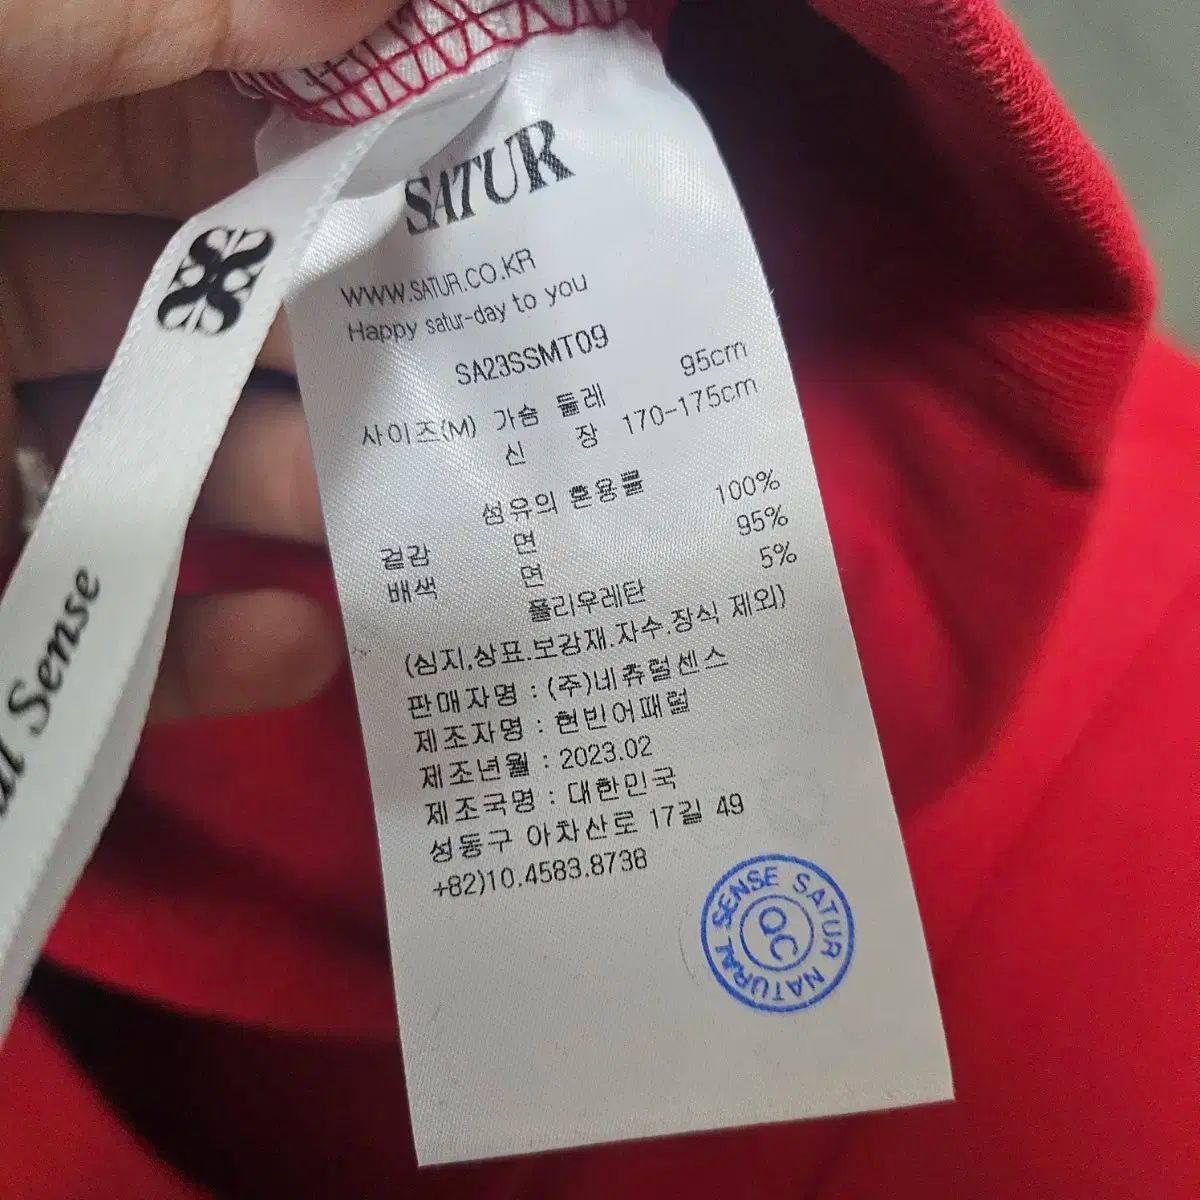 SATUR
WWW.SATUR.CO.KR
Happy satur-day to you
SA23SSMT09
사이즈(M) 가슴 둘레 95cm
신 장 170-175cm
섬유의 혼용률
겉감 면 100%
배색 면 95%
폴리우레탄 5%
(심지.상표.보강재.자수.장식 제외)
판매자명 : (주)네츄럴센스
제조자명 : 현빈어패럴
제조년월 : 2023.02
제조국명 : 대한민국
성동구 아차산로 17길 49
+82)10.4583.8738
NATURAL SENSE SATUR
QC
Sense